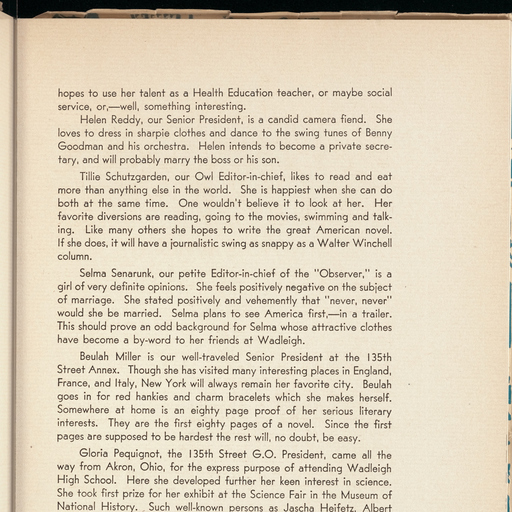 hopes to use her talent as a Health Education teacher, or maybe social
service, or,—well, something interesting.
Helen Reddy, our Senior President, is a candid camera fiend. She
loves to dress in sharpie clothes and dance to the swing tunes of Benny
Goodman and his orchestra. Helen intends to become a private secre-
tary, and will probably marry the boss or his son.
Tillie Schutzgarden, our Owl Editor-in-chief, likes to read and eat
more than anything else in the world. She is happiest when she can do
both at the same time. One wouldn't believe it to look at her. Her
favorite diversions are reading, going to the movies, swimming and talk-
ing. Like many others she hopes to write the great American novel.
If she does, it will have a journalistic swing as snappy as a Walter Winchell
column.
Selma Senarunk, our petite Editor-in-chief of the "Observer," is a
girl of very definite opinions. She feels positively negative on the subject
of marriage. She stated positively and vehemently that "never, never"
would she be married. Selma plans to see America first,—in a trailer.
This should prove an odd background for Selma whose attractive clothes
have become a by-word to her friends at Wadleigh.
Beulah Miller is our well-traveled Senior President at the 135th
Street Annex. Though she has visited many interesting places in England,
France, and Italy, New York will always remain her favorite city. Beulah
goes in for red hankies and charm bracelets which she makes herself.
Somewhere at home is an eighty page proof of her serious literary
interests. They are the first eighty pages of a novel. Since the first
pages are supposed to be hardest the rest will, no doubt, be easy.
Gloria Pequignot, the 135th Street G.O. President, came all the
way from Akron, Ohio, for the express purpose of attending Wadleigh
High School. Here she developed further her keen interest in science.
She took first prize for her exhibit at the Science Fair in the Museum of
National History. Such well-known persons as Jascha Heifetz, Albert